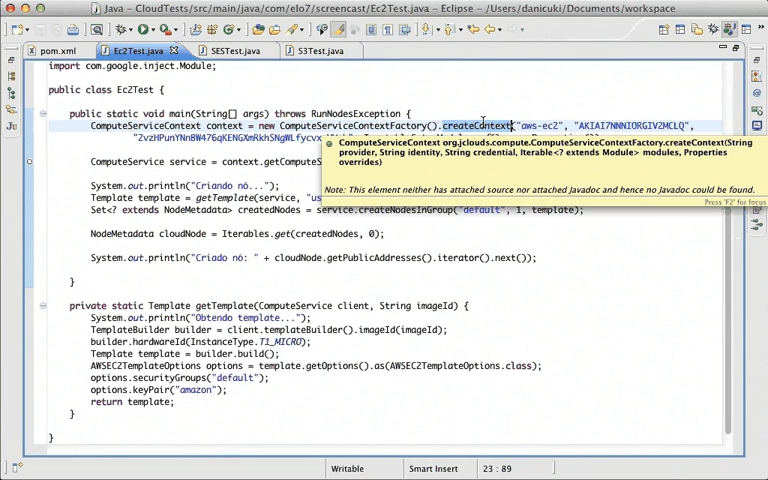 Java – CloudTests/src/main/java/com/elo7/screencast/Ec2Test.java – Eclipse – /Users/danicuki/Documents/workspace
pom.xml Ec2Test.java SESTest.java S3Test.java
import com.google.inject.Module;
public class Ec2Test {
public static void main(String[] args) throws RunNodesException {
ComputeServiceContext context = new ComputeServiceContextFactory().createContext("aws-ec2", "AKIAI7NNNIORGIV2MCLQ",
ComputeServiceContext org.jclouds.compute.ComputeServiceContextFactory.createContext(String
provider, String identity, String credential, Iterable<? extends Module> modules, Properties
overrides)
Note: This element neither has attached source nor attached Javadoc and hence no Javadoc could be found.
Press 'F2' for focus
ComputeService service = context.getCompu
System.out.println("Criando nó...");
Template template = getTemplate(service, "us
Set<? extends NodeMetadata> createdNodes = service.createNodesInGroup("default", 1, template);
NodeMetadata cloudNode = Iterables.get(createdNodes, 0);
System.out.println("Criado nó: " + cloudNode.getPublicAddresses().iterator().next());
}
private static Template getTemplate(ComputeService client, String imageId) {
System.out.println("Obtendo template...");
TemplateBuilder builder = client.templateBuilder().imageId(imageId);
builder.hardwareId(InstanceType.T1_MICRO);
Template template = builder.build();
AWSEC2TemplateOptions options = template.getOptions().as(AWSEC2TemplateOptions.class);
options.securityGroups("default");
options.keyPair("amazon");
return template;
}
}
Writable Smart Insert 23 : 89